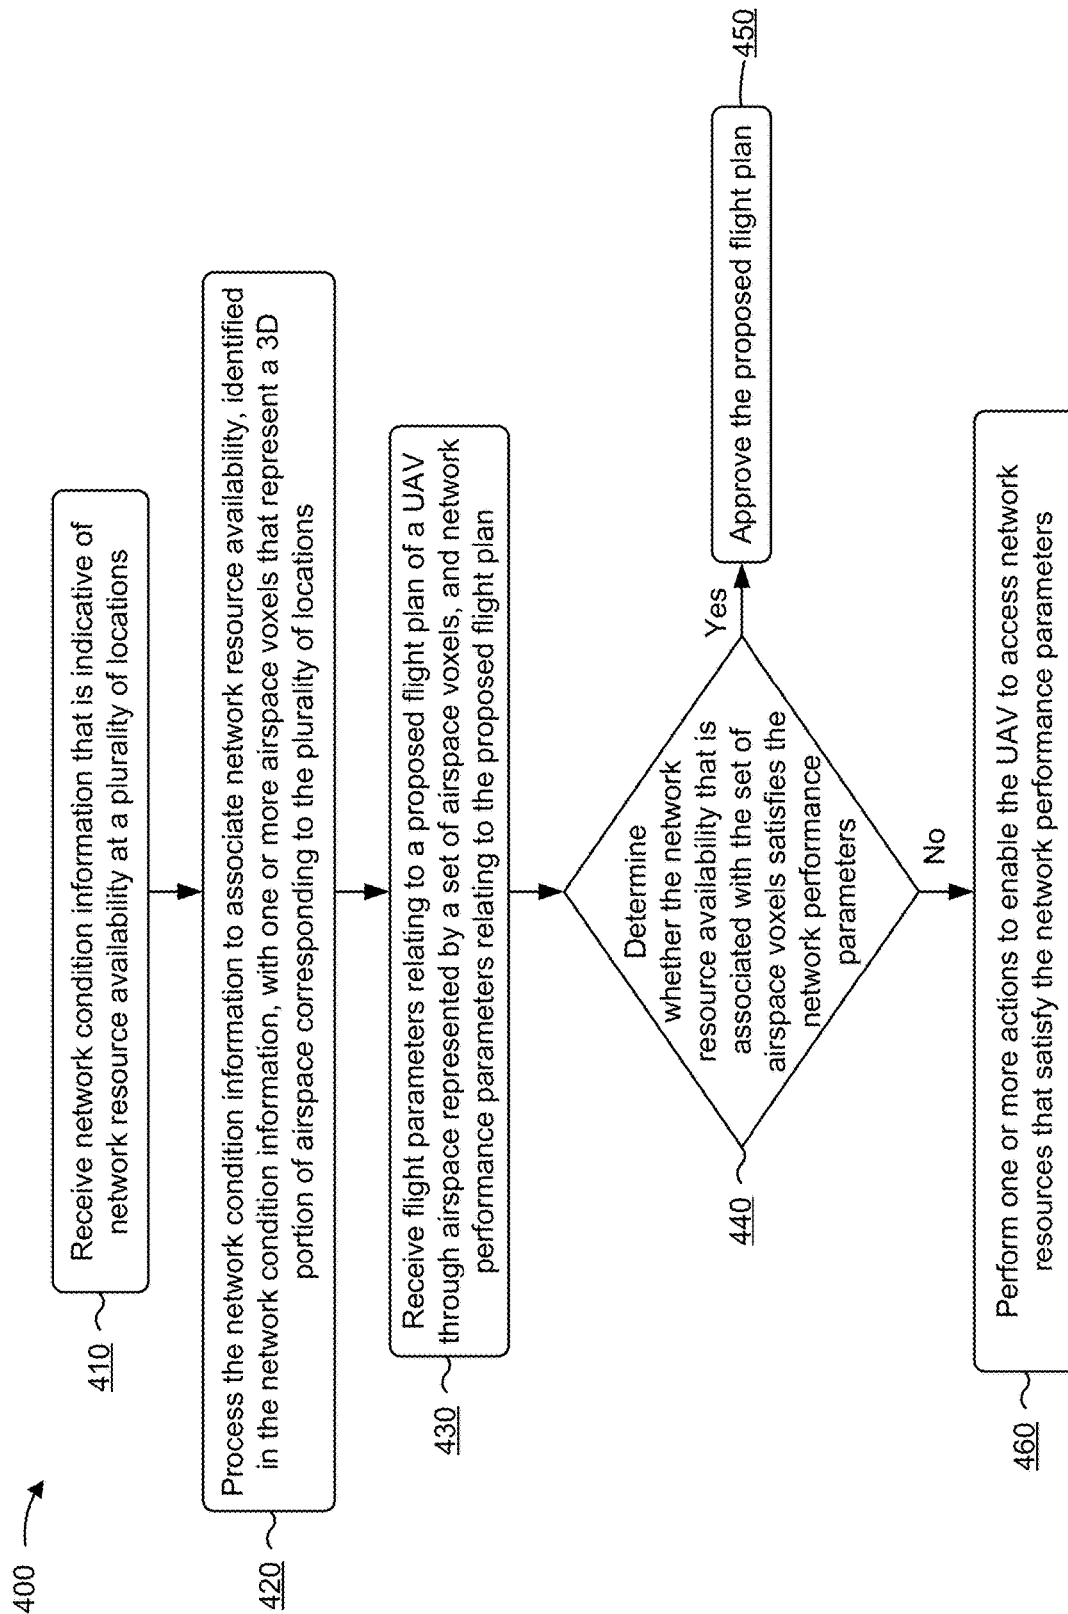 400
410
Receive network condition information that is indicative of
network resource availability at a plurality of locations
420
Process the network condition information to associate network resource availability, identified
in the network condition information, with one or more airspace voxels that represent a 3D
portion of airspace corresponding to the plurality of locations
430
Receive flight parameters relating to a proposed flight plan of a UAV
through airspace represented by a set of airspace voxels, and network
performance parameters relating to the proposed flight plan
440
Determine
whether the network
resource availability that is
associated with the set of
airspace voxels satisfies the
network performance
parameters
Yes
450
Approve the proposed flight plan
No
460
Perform one or more actions to enable the UAV to access network
resources that satisfy the network performance parameters